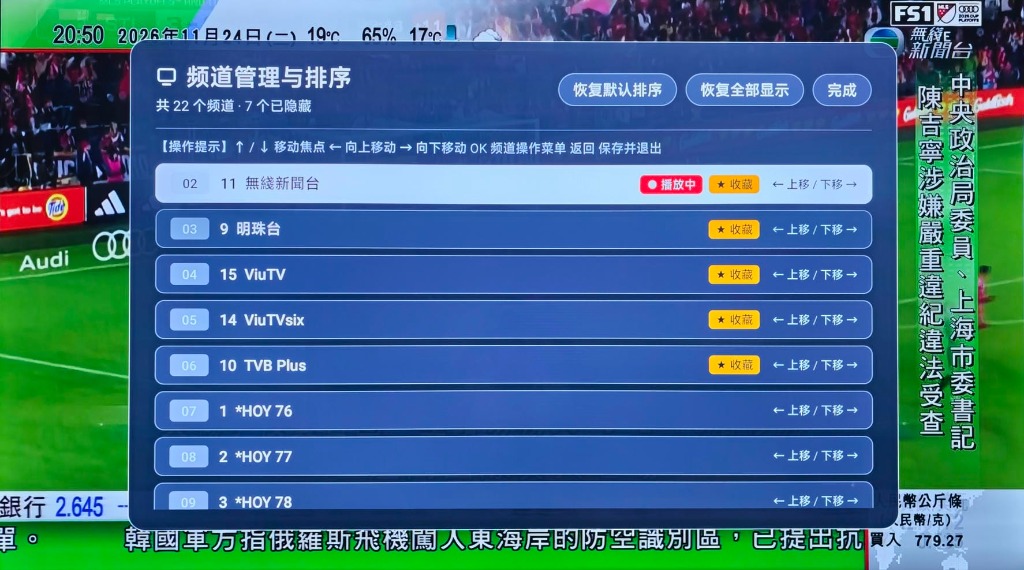 20:50 2026年11月24日(二) 19℃ 65% 17℃
FS1
無綫
新聞台
频道管理与排序
共 22 个频道 · 7 个已隐藏
恢复默认排序
恢复全部显示
完成
【操作提示】↑ / ↓ 移动焦点 ← 向上移动 → 向下移动 OK 频道操作菜单 返回 保存并退出
02 11 無綫新聞台 播放中 ★ 收藏 ← 上移 / 下移 →
03 9 明珠台 ★ 收藏 ← 上移 / 下移 →
04 15 ViuTV ★ 收藏 ← 上移 / 下移 →
05 14 ViuTVsix ★ 收藏 ← 上移 / 下移 →
06 10 TVB Plus ★ 收藏 ← 上移 / 下移 →
07 1 *HOY 76 ← 上移 / 下移 →
08 2 *HOY 77 ← 上移 / 下移 →
09 3 *HOY 78 ← 上移 / 下移 →
中央政治局委員、上海市委書記
陳吉寧涉嫌嚴重違紀違法受查
Tide
Audi
銀行 2.645
民幣公斤條
人民幣/克)
買入 779.27
單。 韓國軍方指俄羅斯飛機闖入東海岸的防空識別區，已提出抗